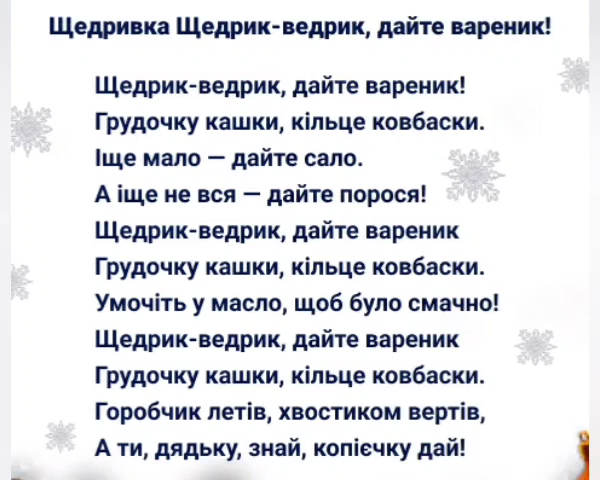 Щедривка Щедрик-ведрик, дайте вареник!
Щедрик-ведрик, дайте вареник!
Грудочку кашки, кільце ковбаски.
Іще мало — дайте сало.
А іще не вся — дайте порося!
Щедрик-ведрик, дайте вареник
Грудочку кашки, кільце ковбаски.
Умочіть у масло, щоб було смачно!
Щедрик-ведрик, дайте вареник
Грудочку кашки, кільце ковбаски.
Горобчик летів, хвостиком вертів,
А ти, дядьку, знай, копієчку дай!